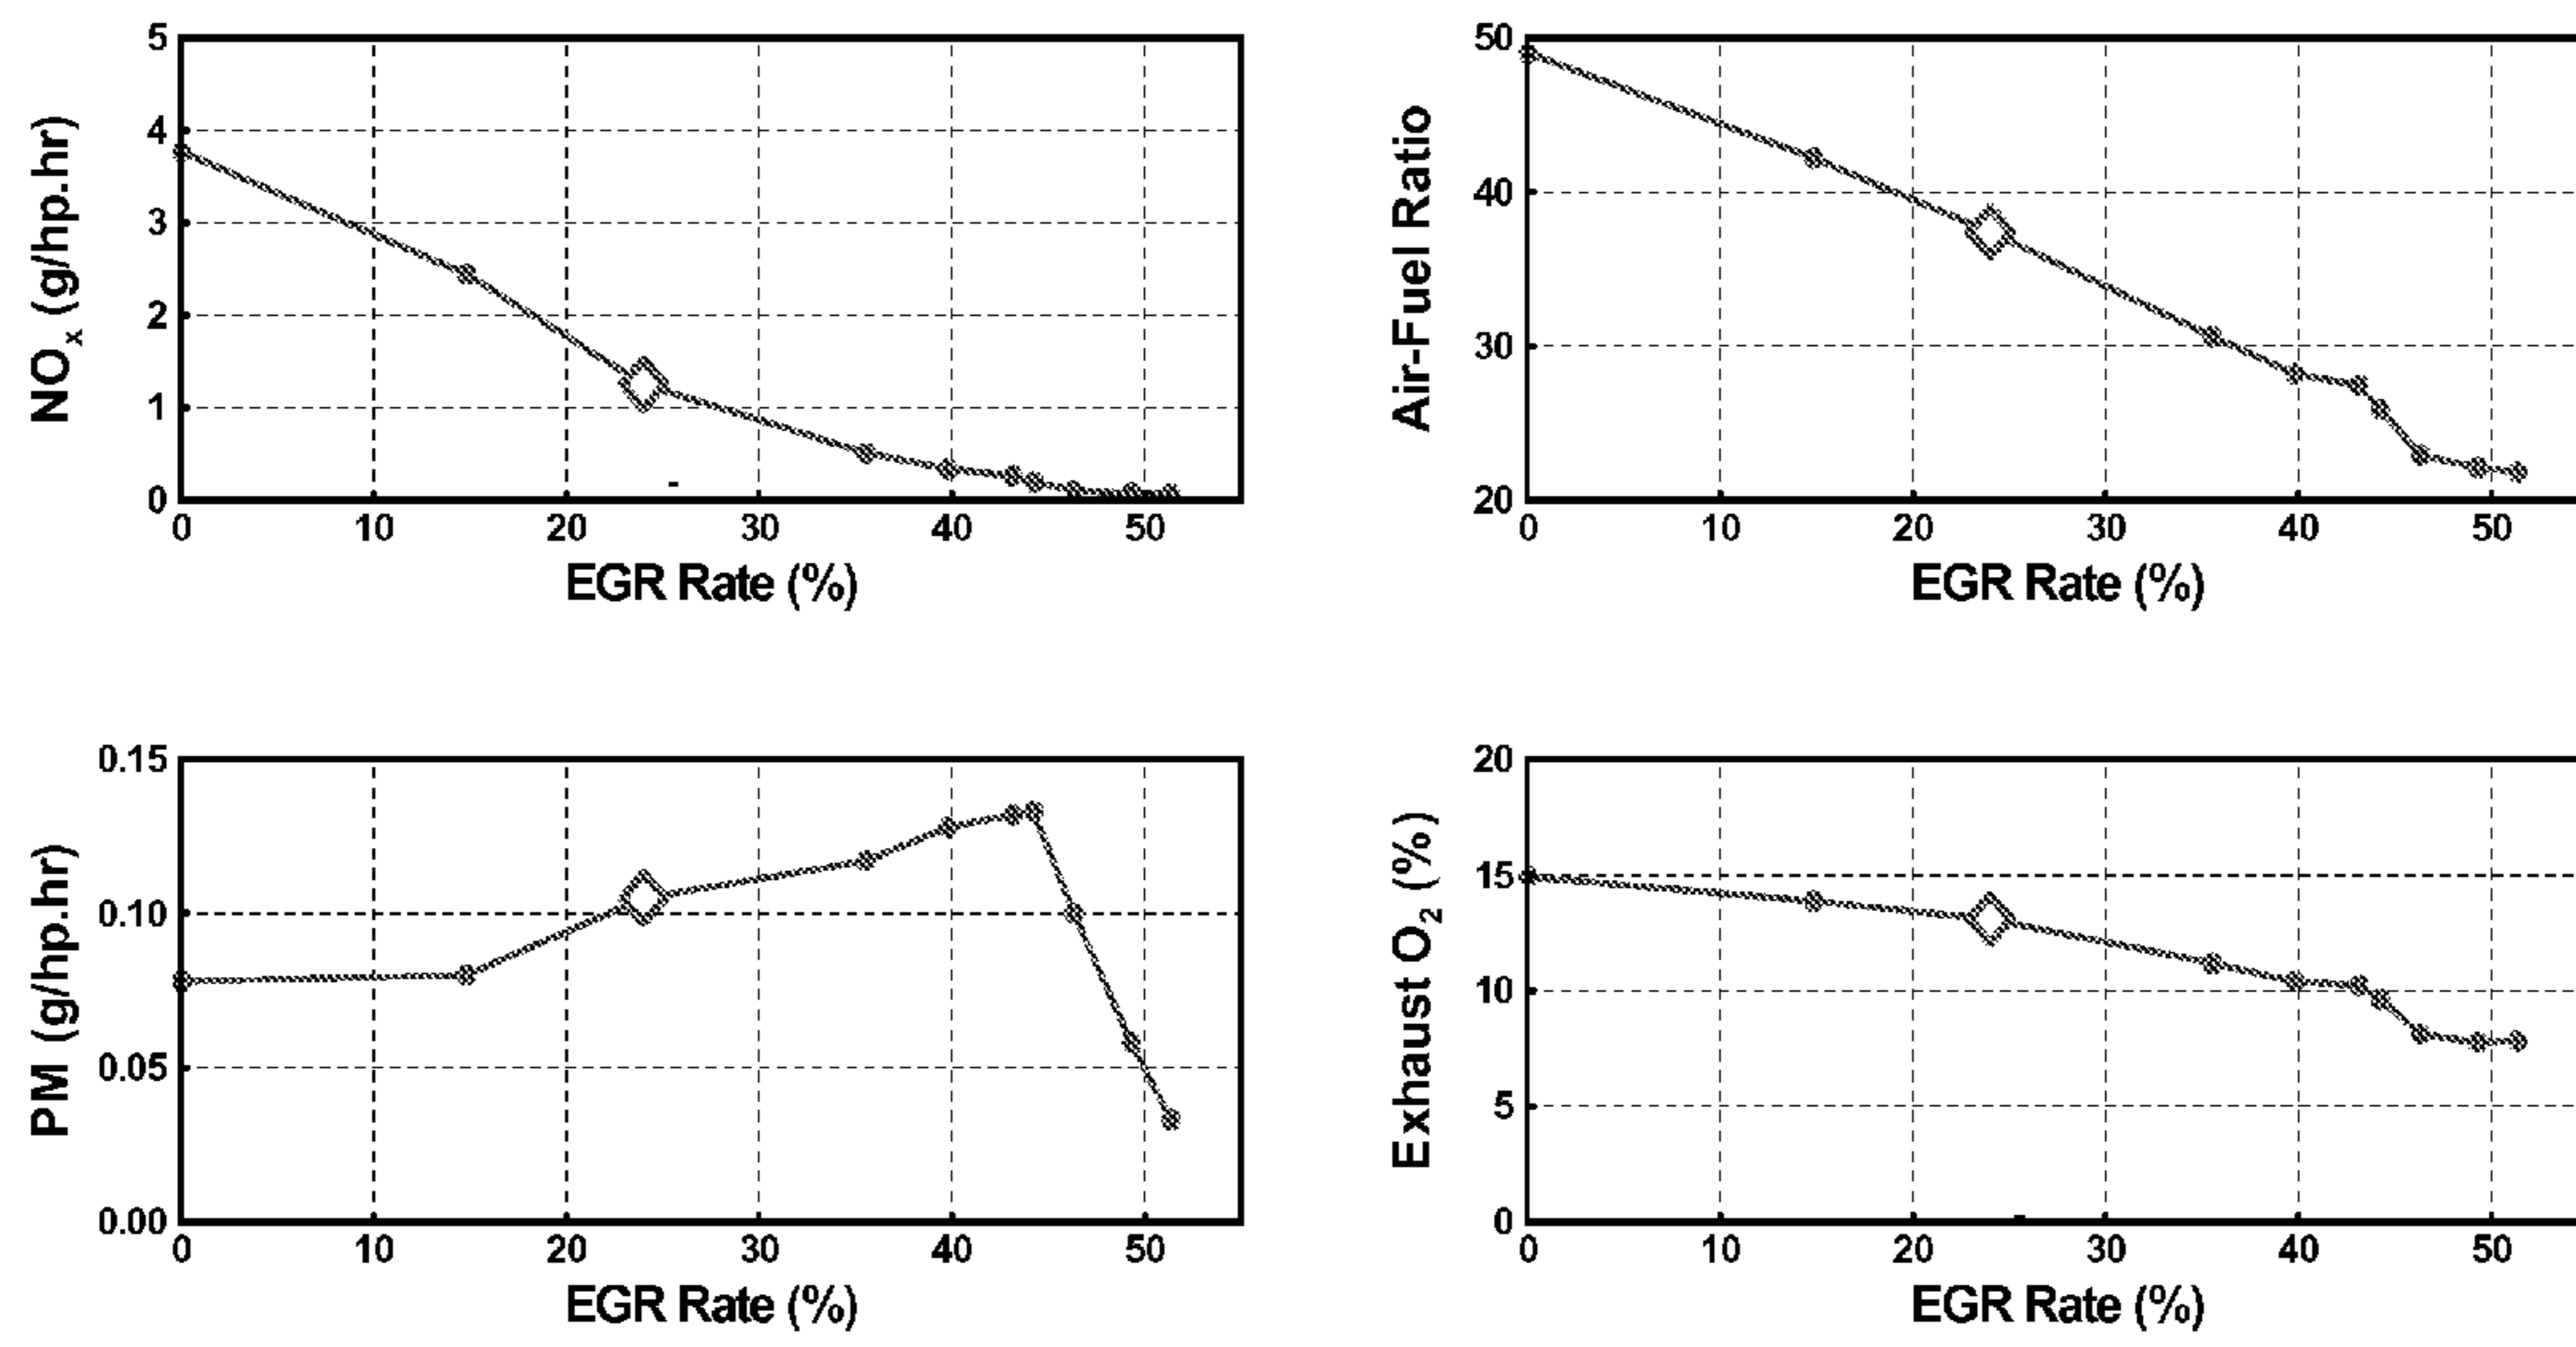 NOx (g/hp.hr)
5
4
3
2
1
0
0 10 20 30 40 50
EGR Rate (%)
Air-Fuel Ratio
50
40
30
20
0 10 20 30 40 50
EGR Rate (%)
PM (g/hp.hr)
0.15
0.10
0.05
0.00
0 10 20 30 40 50
EGR Rate (%)
Exhaust O2 (%)
20
15
10
5
0
0 10 20 30 40 50
EGR Rate (%)